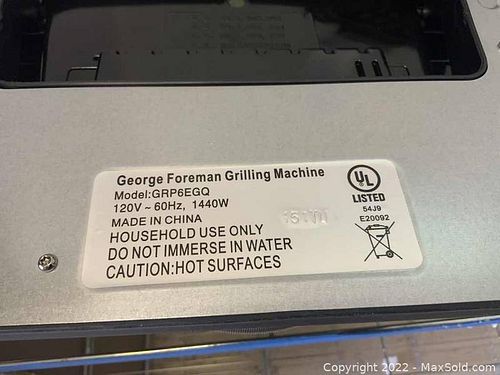 George Foreman Grilling Machine
Model:GRP6EGQ
120V ~ 60Hz, 1440W
MADE IN CHINA
HOUSEHOLD USE ONLY
DO NOT IMMERSE IN WATER
CAUTION:HOT SURFACES
UL
LISTED
54J9
E20092
Copyright 2022 - MaxSold.com